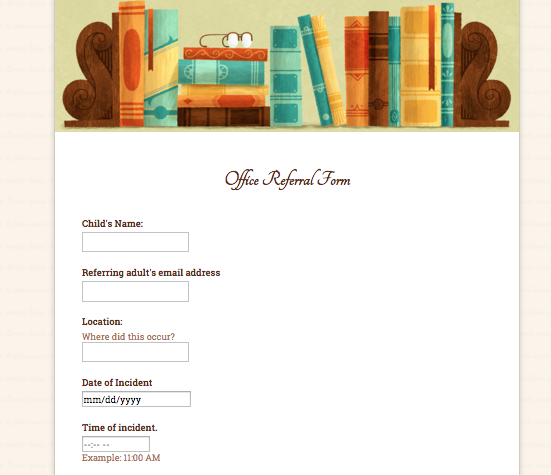 Office Referral Form
Child's Name:
Referring adult's email address
Location:
Where did this occur?
Date of Incident
mm/dd/yyyy
Time of incident.
--:-- --
Example: 11:00 AM